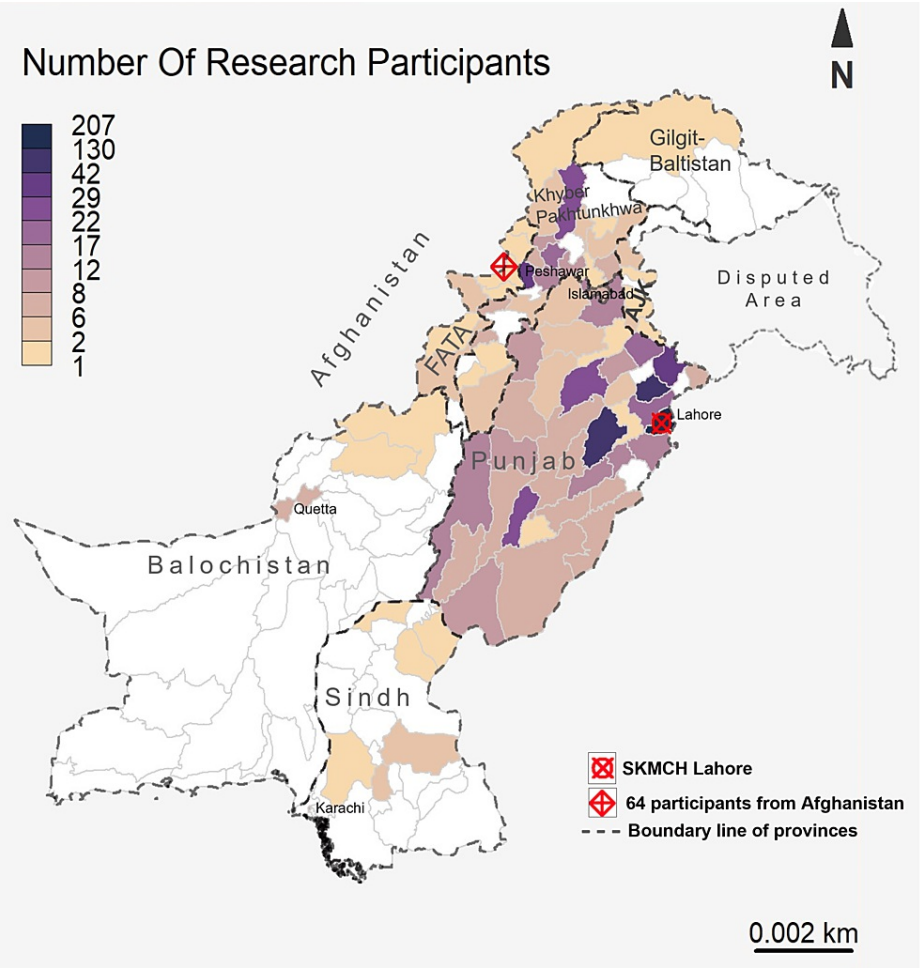 Number Of Research Participants
N
207
130
42
29
22
17
12
8
6
2
1
Gilgit-
Baltistan
Khyber
Pakhtunkhwa
Afghanistan
Peshawar
Disputed
Area
Islamabad
AJK
FATA
Lahore
Punjab
Quetta
Balochistan
Sindh
Karachi
SKMCH Lahore
64 participants from Afghanistan
Boundary line of provinces
0.002 km